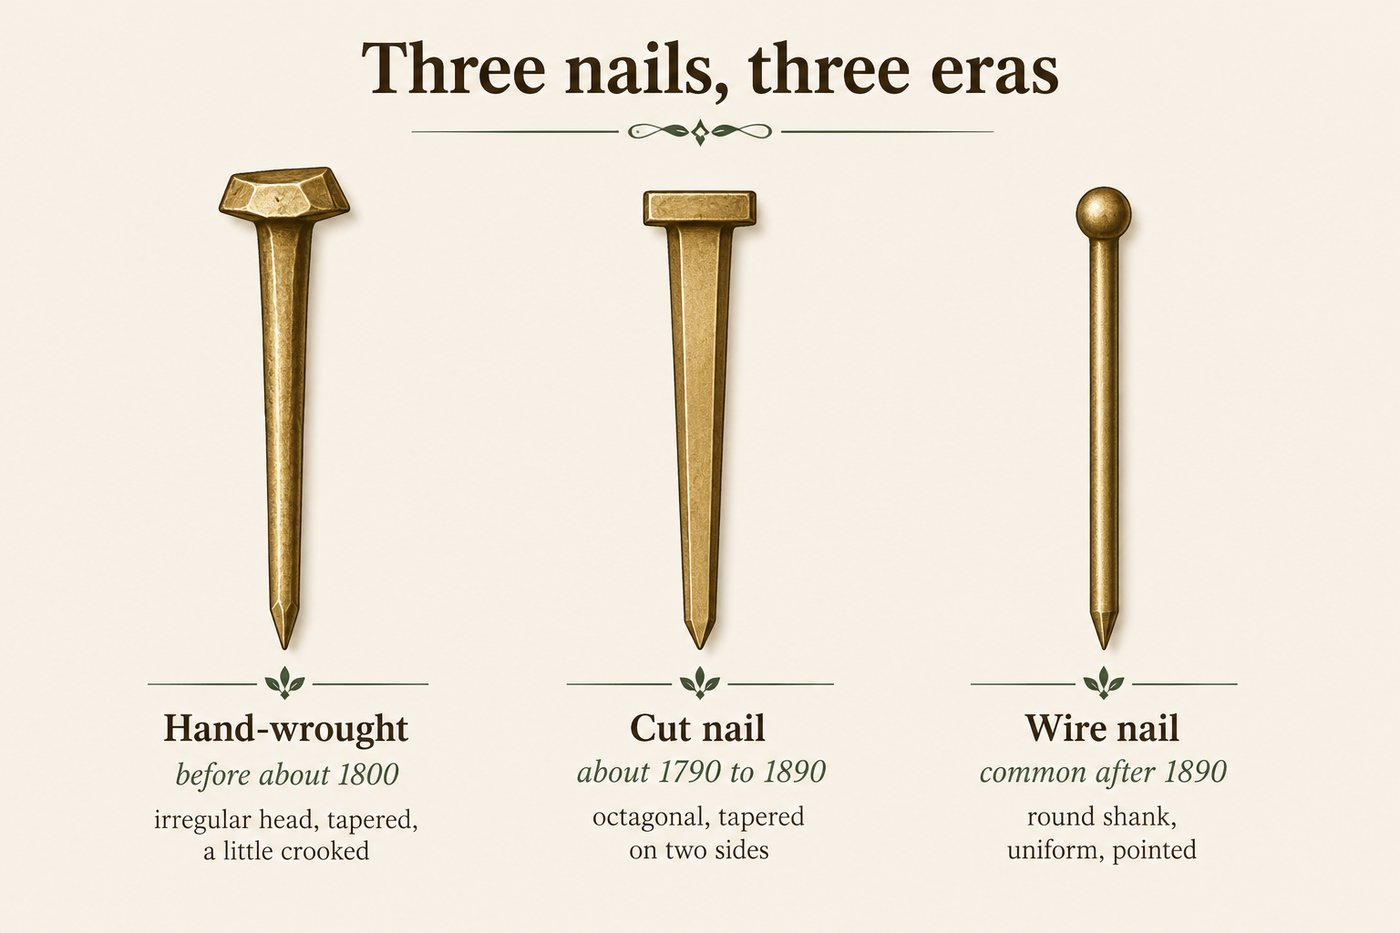 Three nails, three eras
Hand-wrought
before about 1800
irregular head, tapered,
a little crooked
Cut nail
about 1790 to 1890
octagonal, tapered
on two sides
Wire nail
common after 1890
round shank,
uniform, pointed